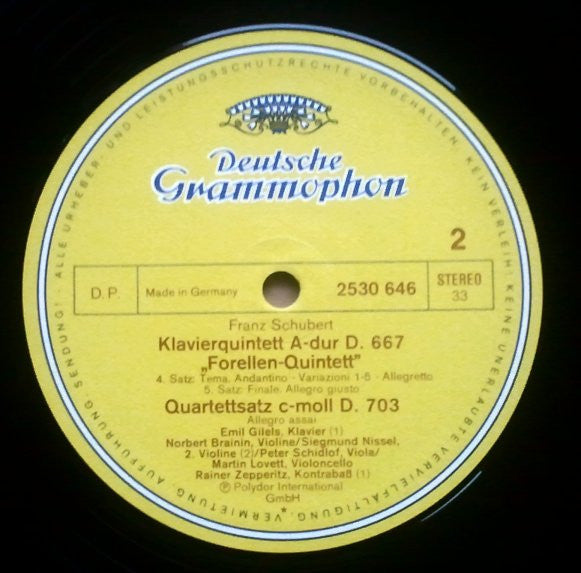 Deutsche
Grammophon
2
D. P.
Made in Germany
2530 646
STEREO
33
Franz Schubert
Klavierquintett A-dur D. 667
„Forellen-Quintett"
4. Satz: Tema. Andantino · Variazioni 1-5 · Allegretto
5. Satz: Finale. Allegro giusto
Quartettsatz c-moll D. 703
Allegro assai
Emil Gilels, Klavier (1)
Norbert Brainin, Violine/Siegmund Nissel,
2. Violine (2)/Peter Schidlof, Viola/
Martin Lovett, Violoncello
Rainer Zepperitz, Kontrabaß (1)
Ⓟ Polydor International
GmbH
ALLE URHEBER- UND LEISTUNGSSCHUTZRECHTE VORBEHALTEN. KEIN VERLEIH! KEINE UNERLAUBTE VERVIELFÄLTIGUNG, VERMIETUNG, AUFFÜHRUNG, SENDUNG!